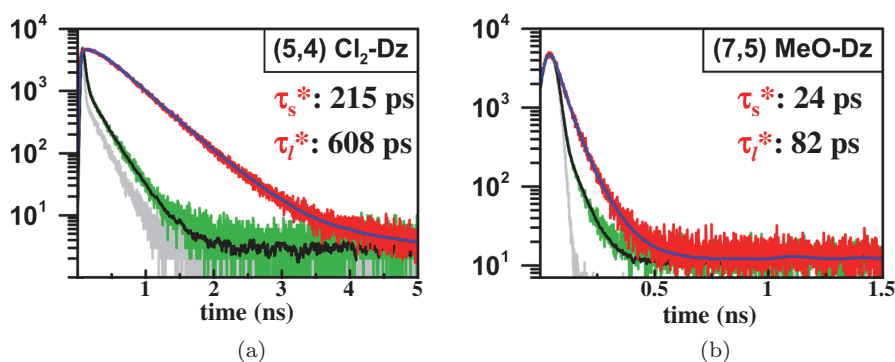 10⁴
10³
10²
10¹
(5,4) Cl₂-Dz
τₛ*: 215 ps
τₗ*: 608 ps
1 2 3 4 5
time (ns)
(a)
10⁴
10³
10²
10¹
(7,5) MeO-Dz
τₛ*: 24 ps
τₗ*: 82 ps
0.5 1 1.5
time (ns)
(b)